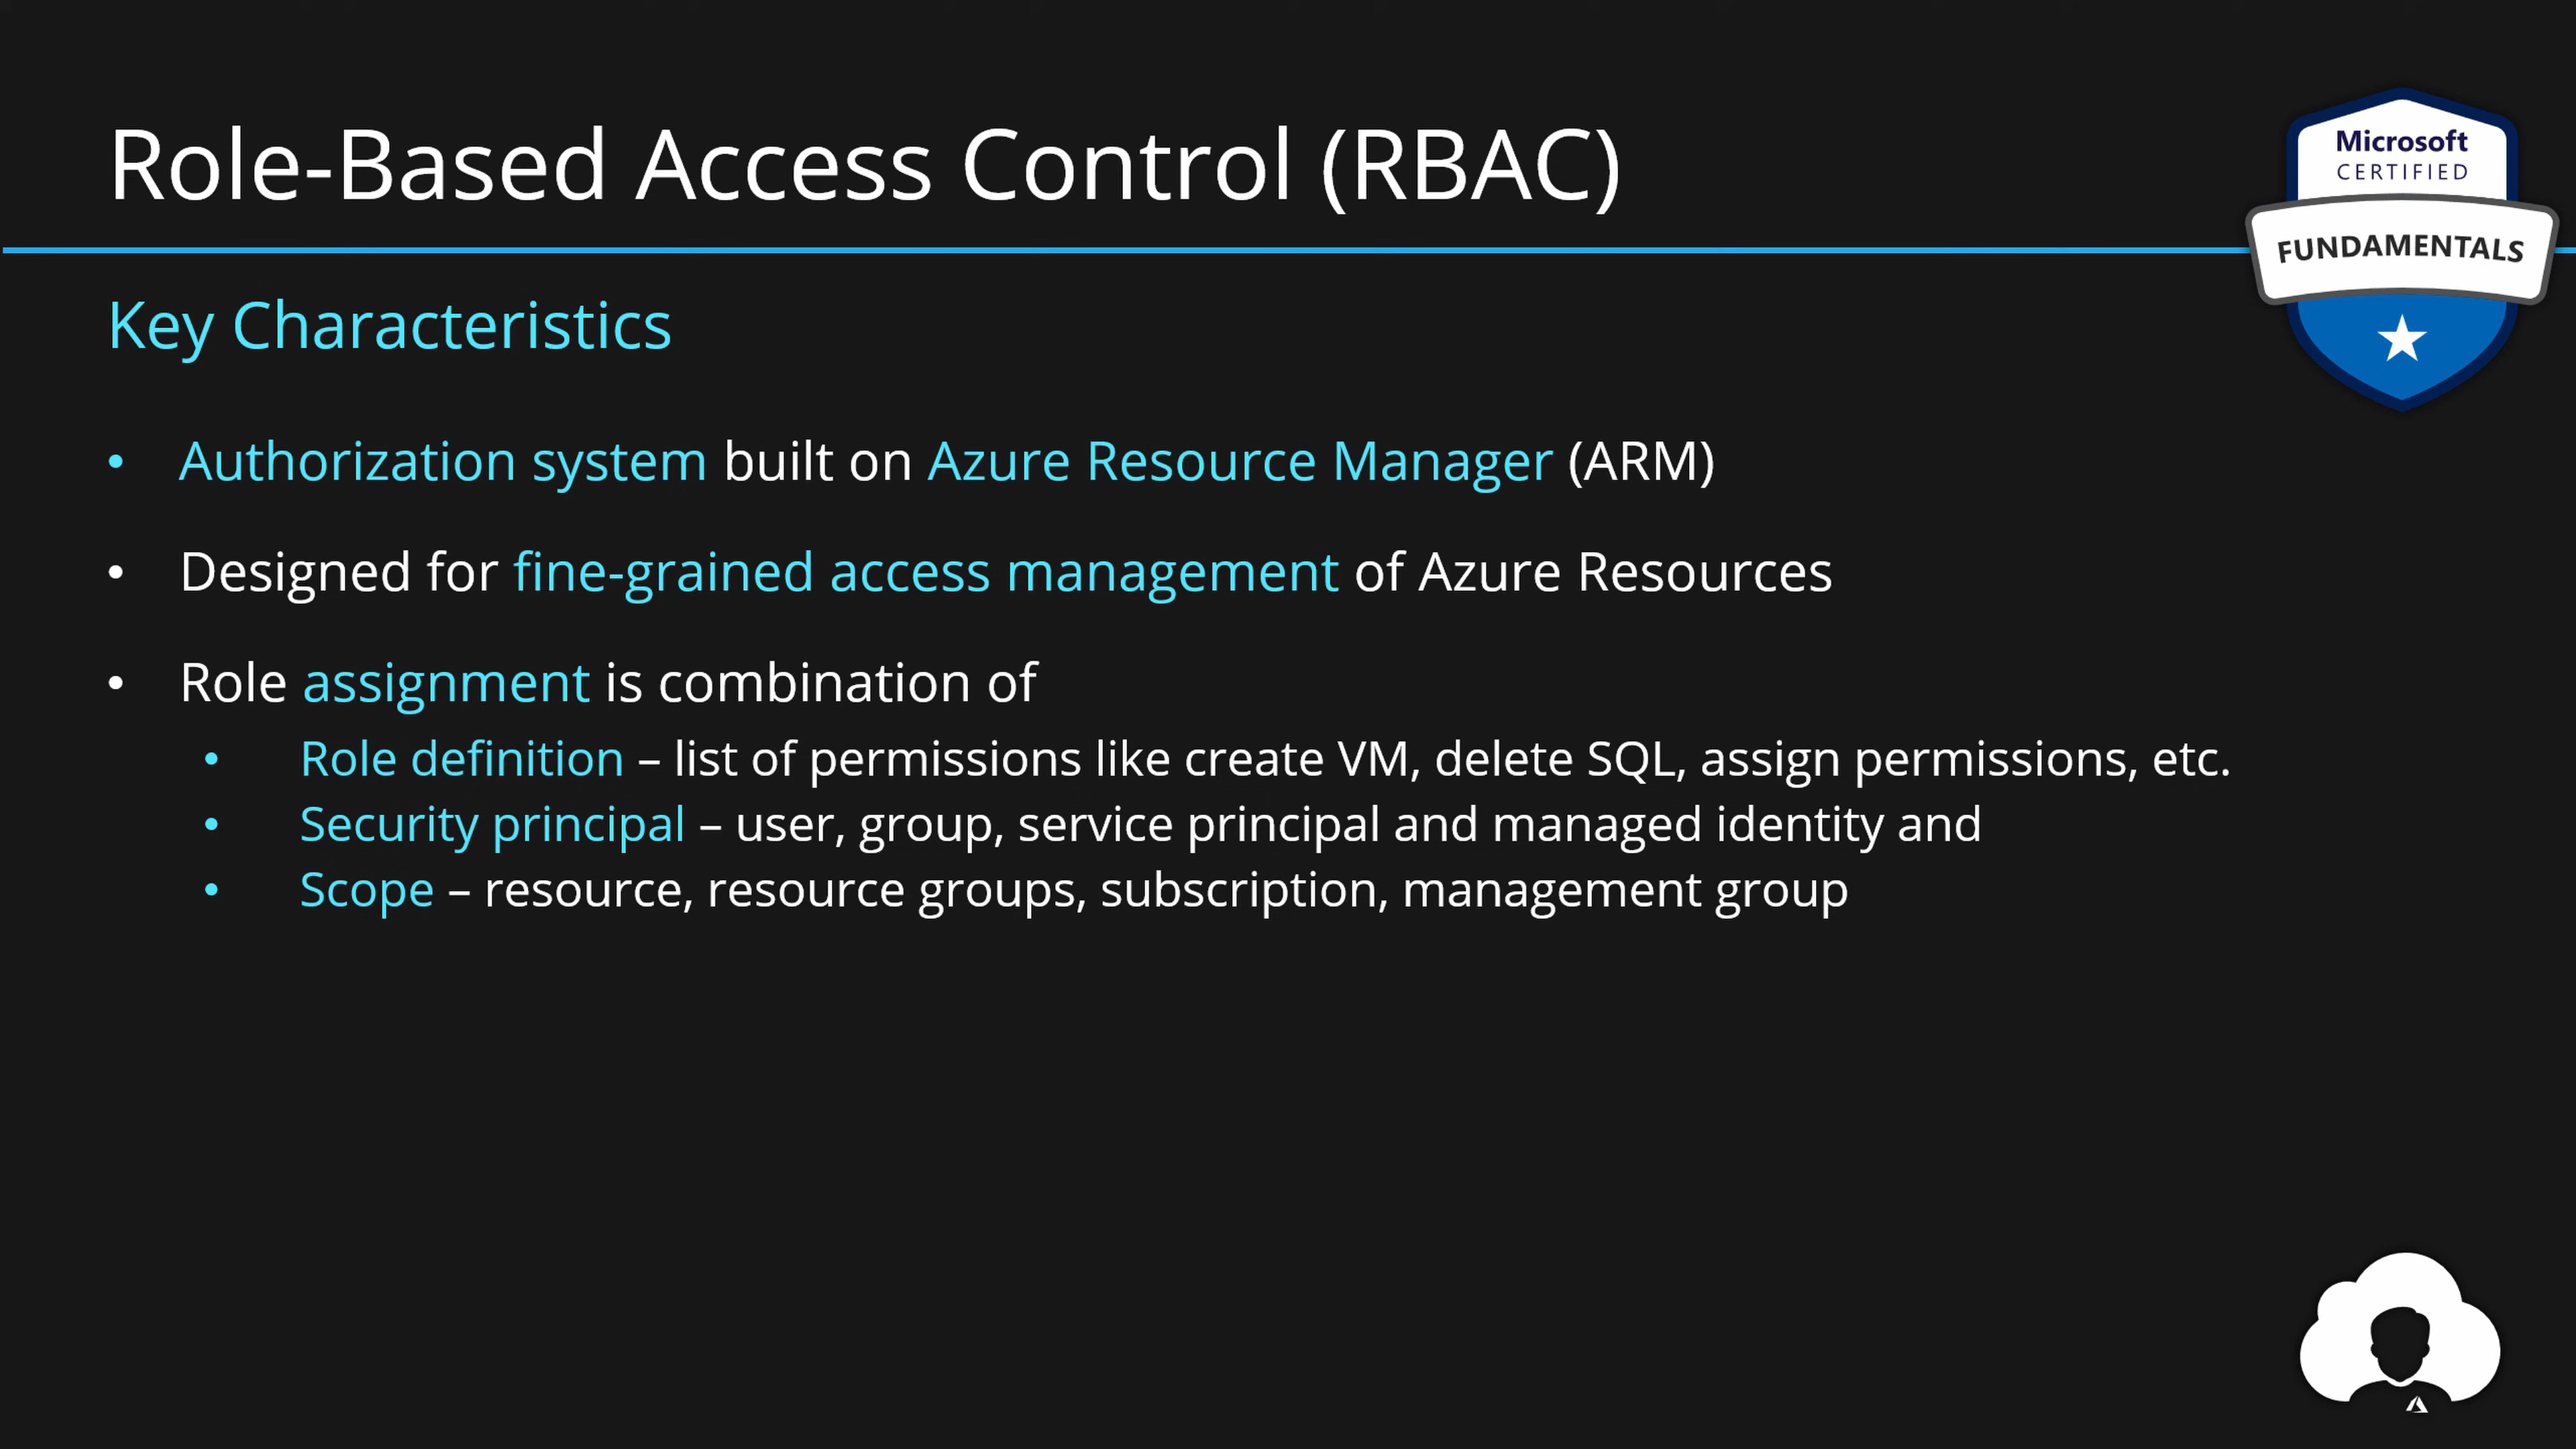 Role-Based Access Control (RBAC)
Microsoft
CERTIFIED
FUNDAMENTALS
Key Characteristics
• Authorization system built on Azure Resource Manager (ARM)
• Designed for fine-grained access management of Azure Resources
• Role assignment is combination of
• Role definition – list of permissions like create VM, delete SQL, assign permissions, etc.
• Security principal – user, group, service principal and managed identity and
• Scope – resource, resource groups, subscription, management group